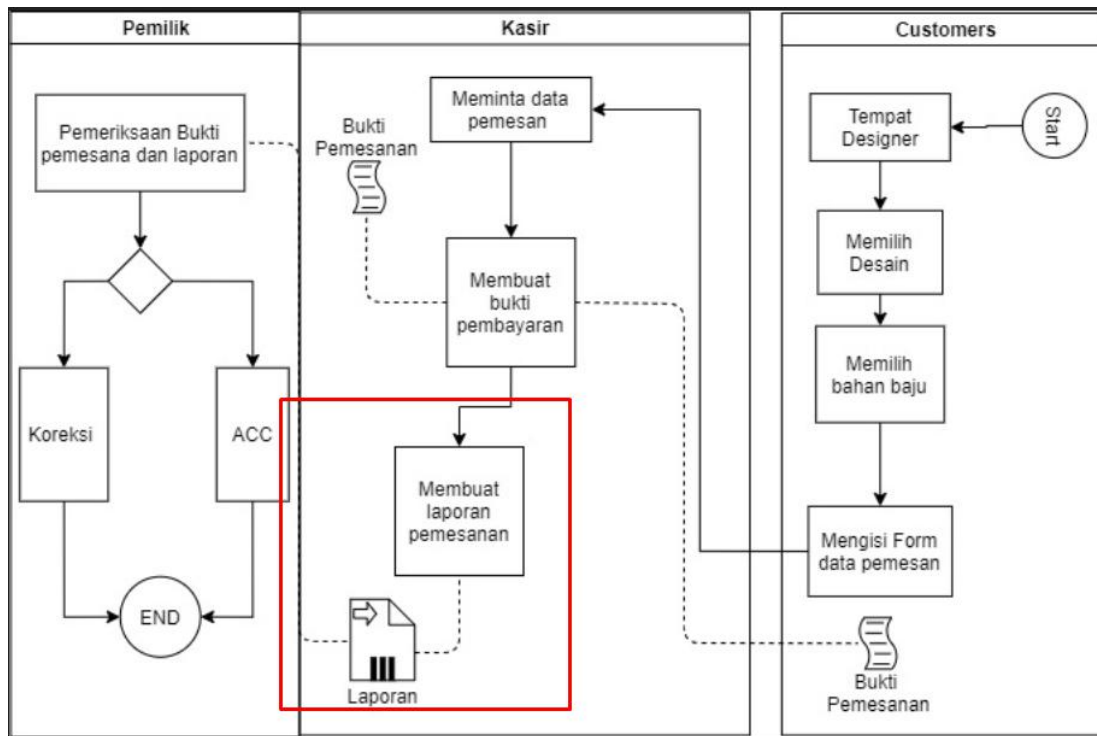 Pemilik
Kasir
Customers
Pemeriksaan Bukti
pemesana dan laporan
Koreksi
ACC
END
Bukti
Pemesanan
Meminta data
pemesan
Membuat
bukti
pembayaran
Membuat
laporan
pemesanan
Laporan
Start
Tempat
Designer
Memilih
Desain
Memilih
bahan baju
Mengisi Form
data pemesan
Bukti
Pemesanan